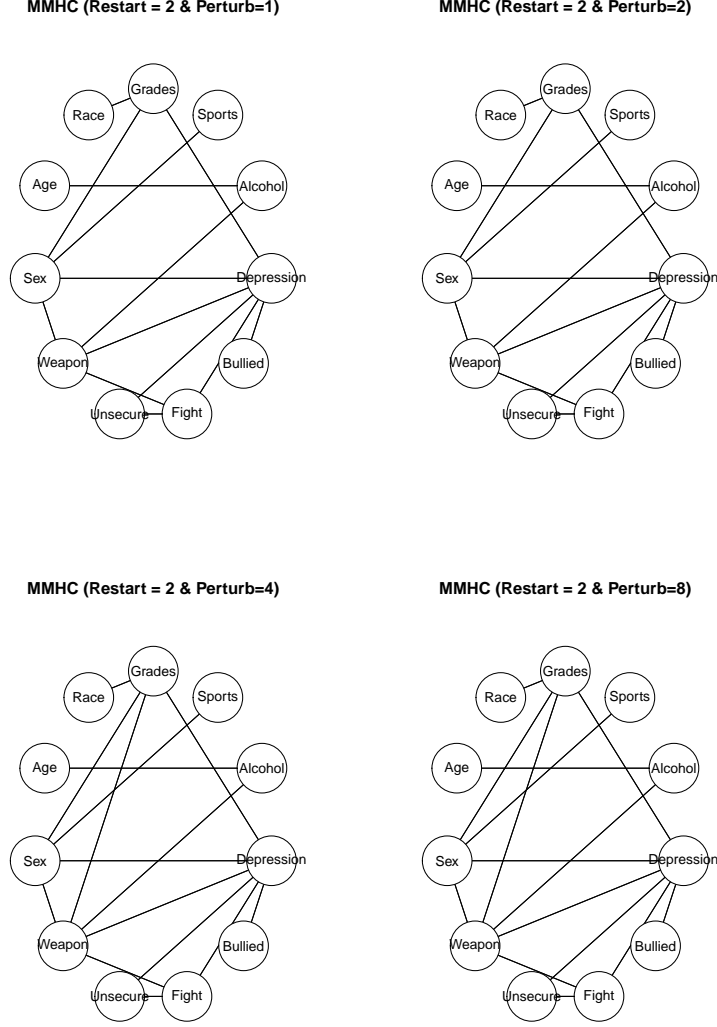 MMHC (Restart = 2 & Perturb=1)
Grades
Race
Sports
Age
Alcohol
Sex
Depression
Weapon
Bullied
Unsecure
Fight
MMHC (Restart = 2 & Perturb=2)
Grades
Race
Sports
Age
Alcohol
Sex
Depression
Weapon
Bullied
Unsecure
Fight
MMHC (Restart = 2 & Perturb=4)
Grades
Race
Sports
Age
Alcohol
Sex
Depression
Weapon
Bullied
Unsecure
Fight
MMHC (Restart = 2 & Perturb=8)
Grades
Race
Sports
Age
Alcohol
Sex
Depression
Weapon
Bullied
Unsecure
Fight